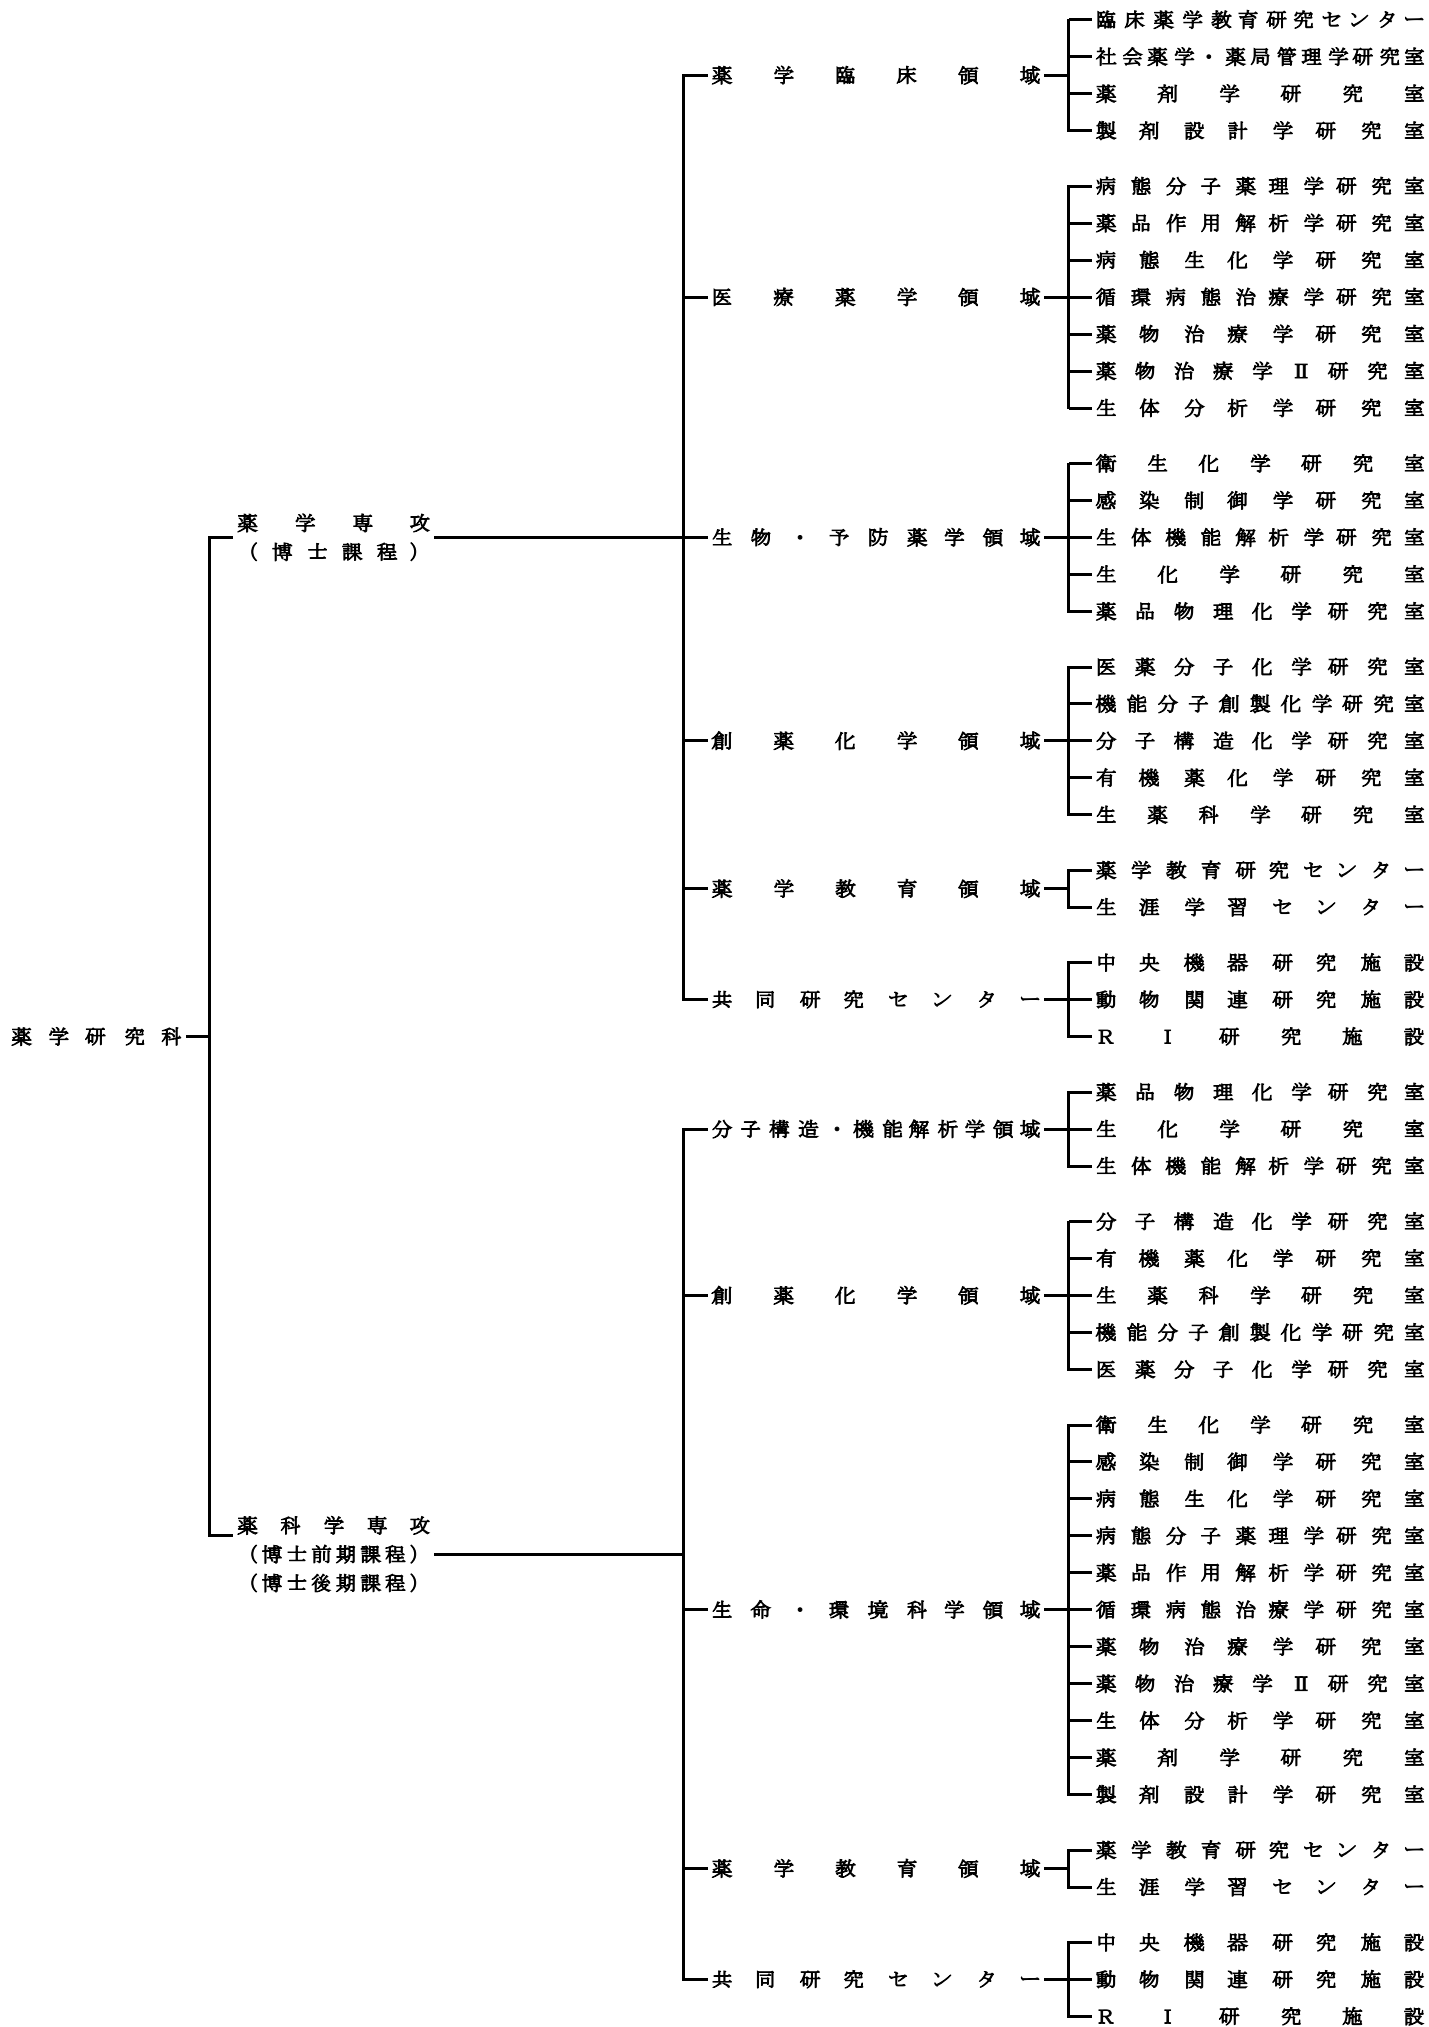 薬学研究科
薬学専攻
(博士課程)
薬学臨床領域
臨床薬学教育研究センター
社会薬学・薬局管理学研究室
薬剤学研究室
製剤設計学研究室
医療薬学領域
病態分子薬理学研究室
薬品作用解析学研究室
病態生化学研究室
循環病態治療学研究室
薬物治療学研究室
薬物治療学Ⅱ研究室
生体分析学研究室
生物・予防薬学領域
衛生化学研究室
感染制御学研究室
生体機能解析学研究室
生化学研究室
薬品物理化学研究室
創薬化学領域
医薬分子化学研究室
機能分子創製化学研究室
分子構造化学研究室
有機薬化学研究室
生薬科学研究室
薬学教育領域
薬学教育研究センター
生涯学習センター
共同研究センター
中央機器研究施設
動物関連研究施設
RI研究施設
薬科学専攻
(博士前期課程)
(博士後期課程)
分子構造・機能解析学領域
薬品物理化学研究室
生化学研究室
生体機能解析学研究室
創薬化学領域
分子構造化学研究室
有機薬化学研究室
生薬科学研究室
機能分子創製化学研究室
医薬分子化学研究室
生命・環境科学領域
衛生化学研究室
感染制御学研究室
病態生化学研究室
病態分子薬理学研究室
薬品作用解析学研究室
循環病態治療学研究室
薬物治療学研究室
薬物治療学Ⅱ研究室
生体分析学研究室
薬剤学研究室
製剤設計学研究室
薬学教育領域
薬学教育研究センター
生涯学習センター
共同研究センター
中央機器研究施設
動物関連研究施設
RI研究施設